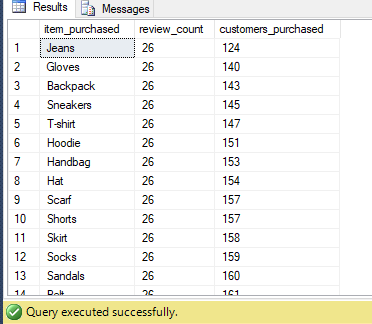 Results Messages
item_purchased review_count customers_purchased
1 Jeans 26 124
2 Gloves 26 140
3 Backpack 26 143
4 Sneakers 26 145
5 T-shirt 26 147
6 Hoodie 26 151
7 Handbag 26 153
8 Hat 26 154
9 Scarf 26 157
10 Shorts 26 157
11 Skirt 26 158
12 Socks 26 159
13 Sandals 26 160
14 Belt 26 161
Query executed successfully.